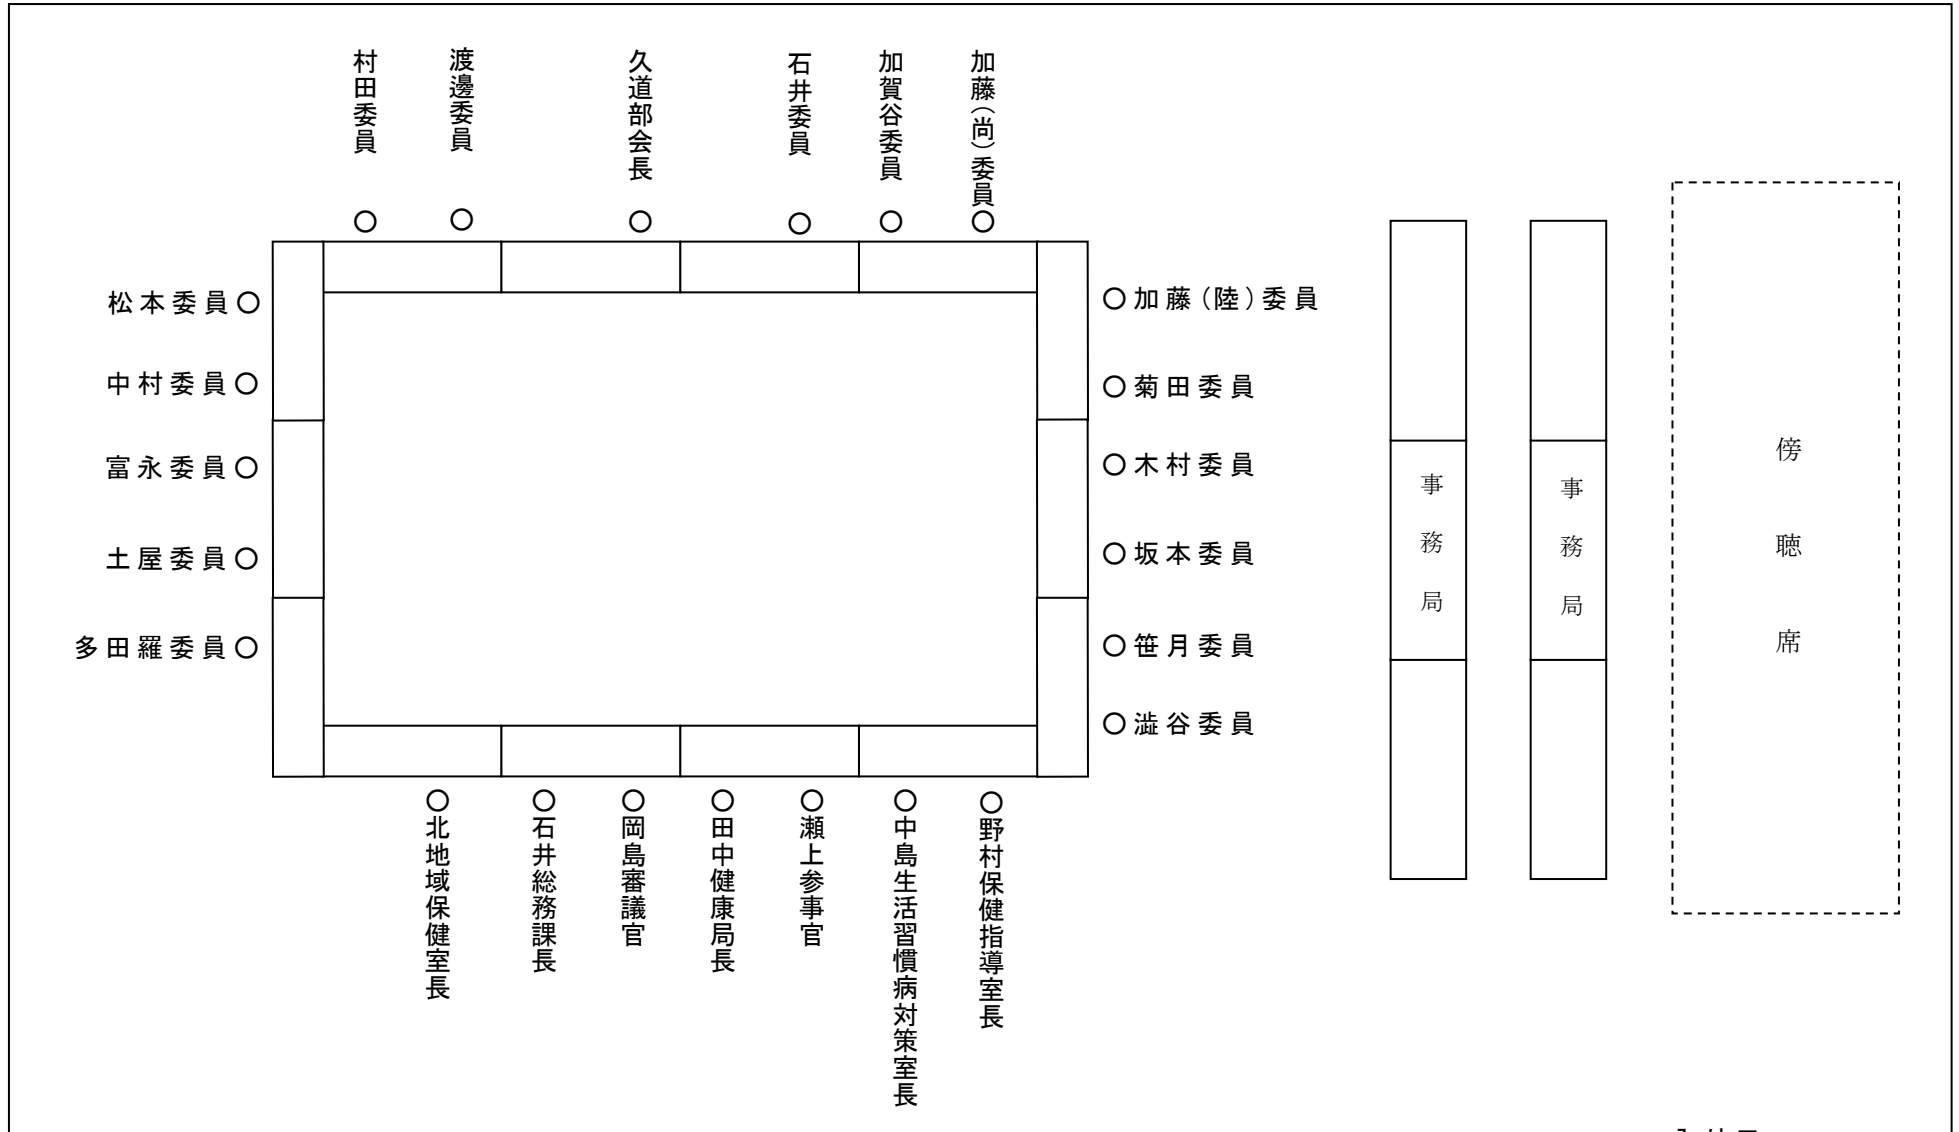 村田委員
渡邊委員
久道部会長
石井委員
加賀谷委員
加藤(尚)委員
松本委員
中村委員
富永委員
土屋委員
多田羅委員
加藤(陸)委員
菊田委員
木村委員
坂本委員
笹月委員
澁谷委員
北地域保健室長
石井総務課長
岡島審議官
田中健康局長
瀬上参事官
中島生活習慣病対策室長
野村保健指導室長
事務局
事務局
傍聴席